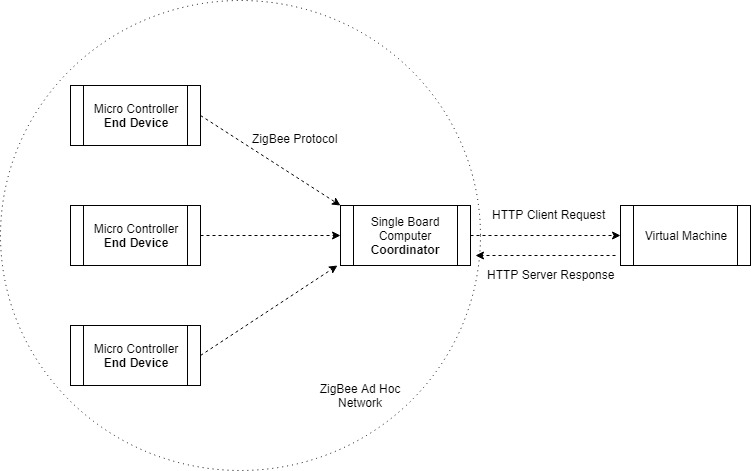 Micro Controller
End Device
ZigBee Protocol
Micro Controller
End Device
Single Board
Computer
Coordinator
HTTP Client Request
Virtual Machine
HTTP Server Response
Micro Controller
End Device
ZigBee Ad Hoc
Network